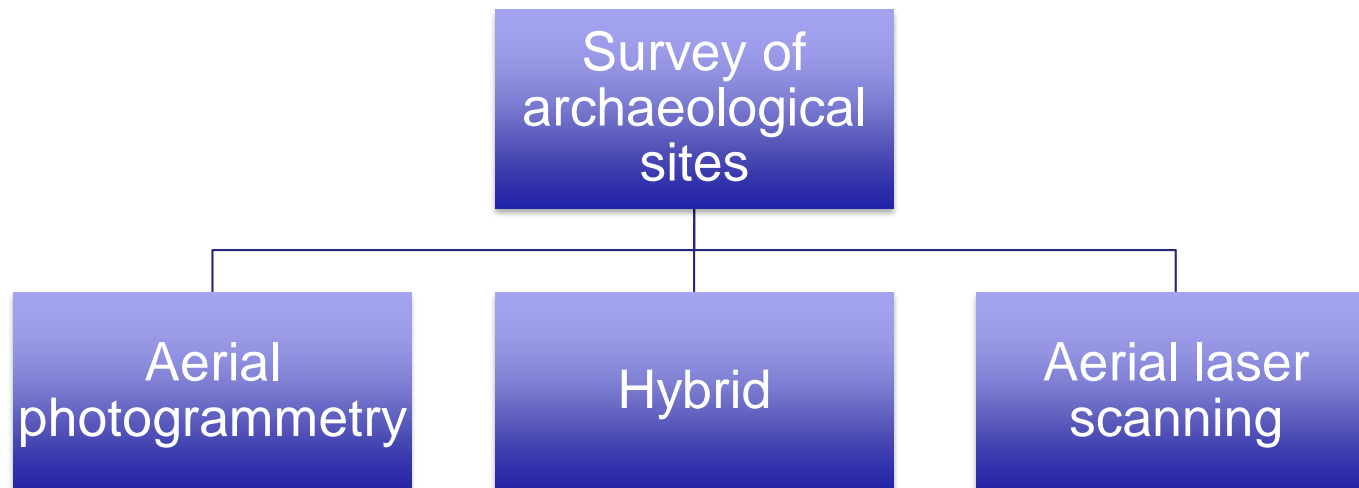 Survey of
archaeological
sites
Aerial
photogrammetry
Hybrid
Aerial laser
scanning